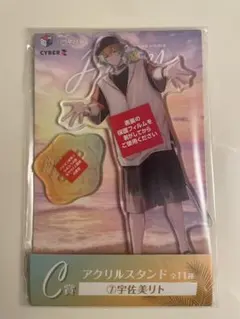 CYBER Z
両面の
保護フィルムを
剥がしてから
ご使用ください
C賞
アクリルスタンド 全11種
⑦宇佐美リト